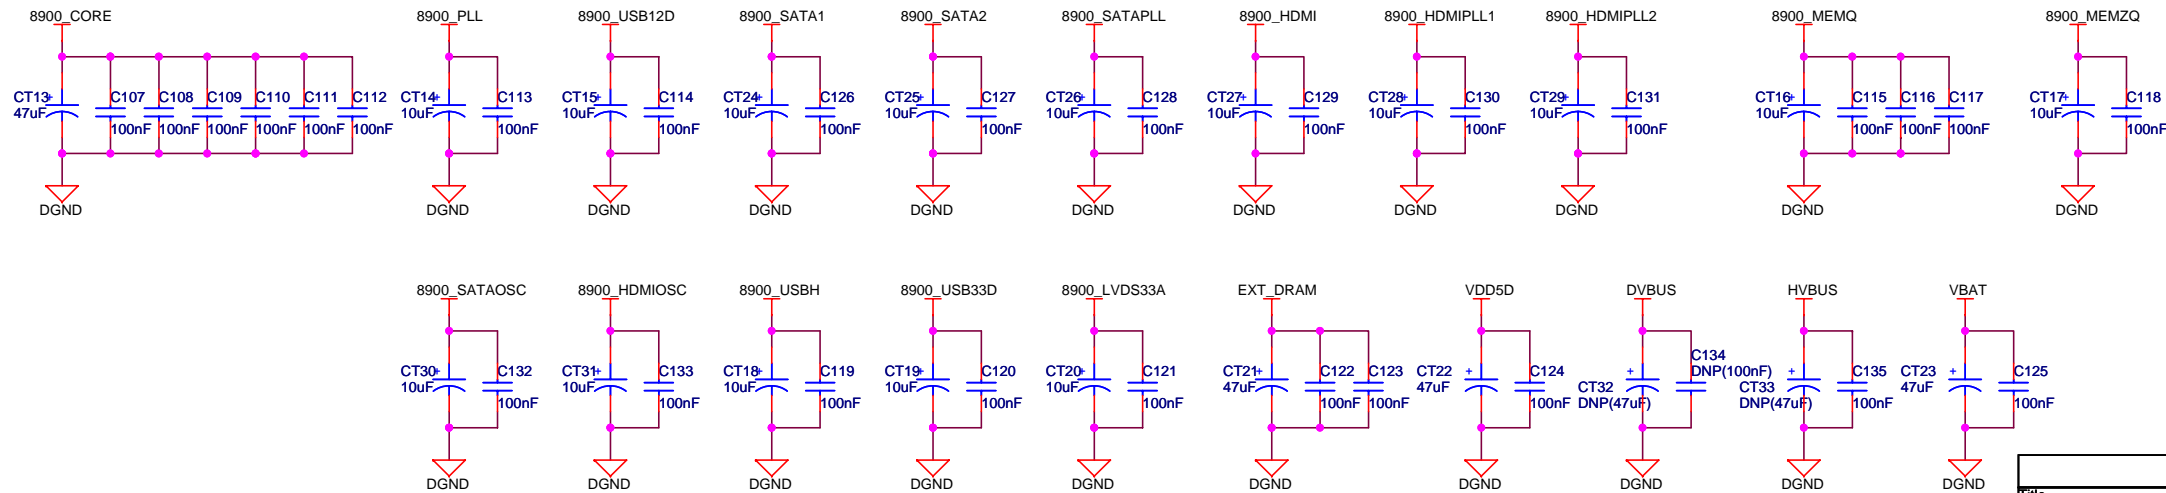 8900_CORE 8900_PLL 8900_USB12D 8900_SATA1 8900_SATA2 8900_SATAPLL 8900_HDMI 8900_HDMIPLL1 8900_HDMIPLL2 8900_MEMQ 8900_MEMZQ
CT13 + C107 C108 C109 C110 C111 C112 CT14 + C113 CT15 + C114 CT24 + C126 CT25 + C127 CT26 + C128 CT27 + C129 CT28 + C130 CT29 + C131 CT16 + C115 C116 C117 CT17 + C118
47uF 10uF 10uF 10uF 10uF 10uF 10uF 10uF 10uF 10uF 10uF
100nF 100nF 100nF 100nF 100nF 100nF 100nF 100nF 100nF 100nF 100nF 100nF 100nF 100nF 100nF 100nF 100nF 100nF
DGND DGND DGND DGND DGND DGND DGND DGND DGND DGND DGND
8900_SATAOSC 8900_HDMIOSC 8900_USBH 8900_USB33D 8900_LVDS33A EXT_DRAM VDD5D DVBUS HVBUS VBAT
C134
CT30 + C132 CT31 + C133 CT18 + C119 CT19 + C120 CT20 + C121 CT21 + C122 C123 CT22 + C124 + DNP(100nF) + C135 CT23 + C125
10uF 10uF 10uF 10uF 10uF 47uF 47uF CT32 CT33 47uF
100nF 100nF 100nF 100nF 100nF 100nF 100nF 100nF DNP(47uF) DNP(47uF) 100nF 100nF
DGND DGND DGND DGND DGND DGND DGND DGND DGND DGND
Title